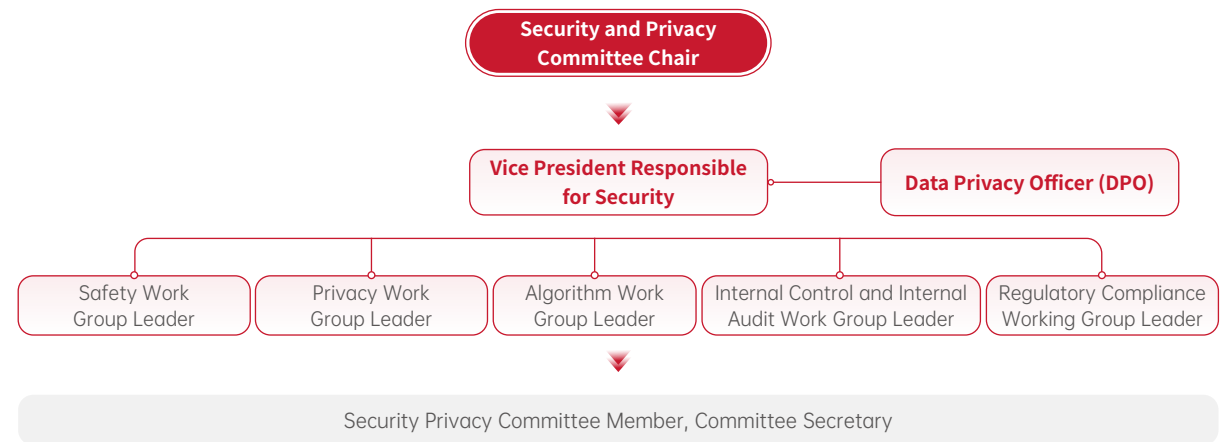 Security and Privacy
Committee Chair
Vice President Responsible
for Security
Data Privacy Officer (DPO)
Safety Work
Group Leader
Privacy Work
Group Leader
Algorithm Work
Group Leader
Internal Control and Internal
Audit Work Group Leader
Regulatory Compliance
Working Group Leader
Security Privacy Committee Member, Committee Secretary